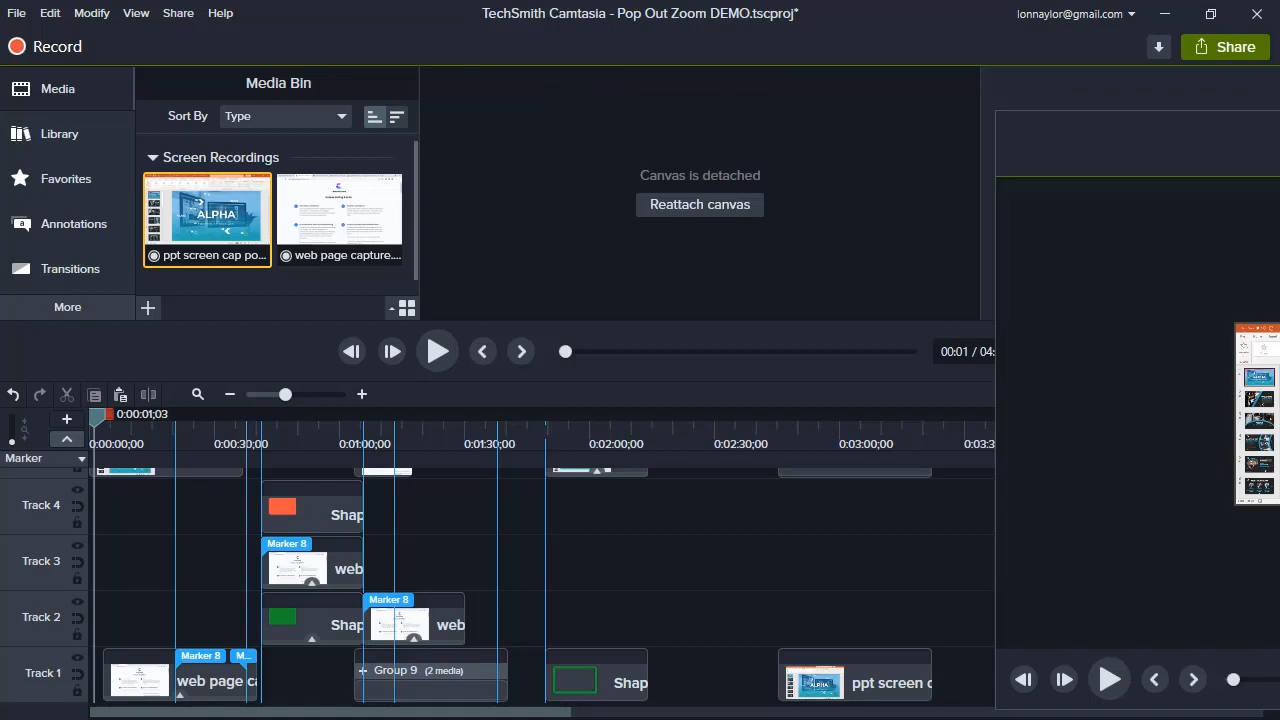 File Edit View Modify Share Help TechSmith Camtasia - Pop Out Zoom DEMO.tscproj* lonnaylor@gmail.com
Record
Share
Media
Media Bin
Sort By Type
Library
Screen Recordings
Favorites
Annotations
Transitions
More
ALPHA
ppt screen cap po... web page capture....
Canvas is detached
Reattach canvas
00:01 / 04:
0:00:01;03
0:00:00;00 0:00:30;00 0:01:00;00 0:01:30;00 0:02:00;00 0:02:30;00 0:03:00;00 0:03:3
Marker
Track 4
Shap
Track 3
Marker 8
web
Track 2
Shap
Marker 8
web
Track 1
Marker 8 M...
web page ca
Group 9 (2 media)
Shap
ALPHA
ppt screen c